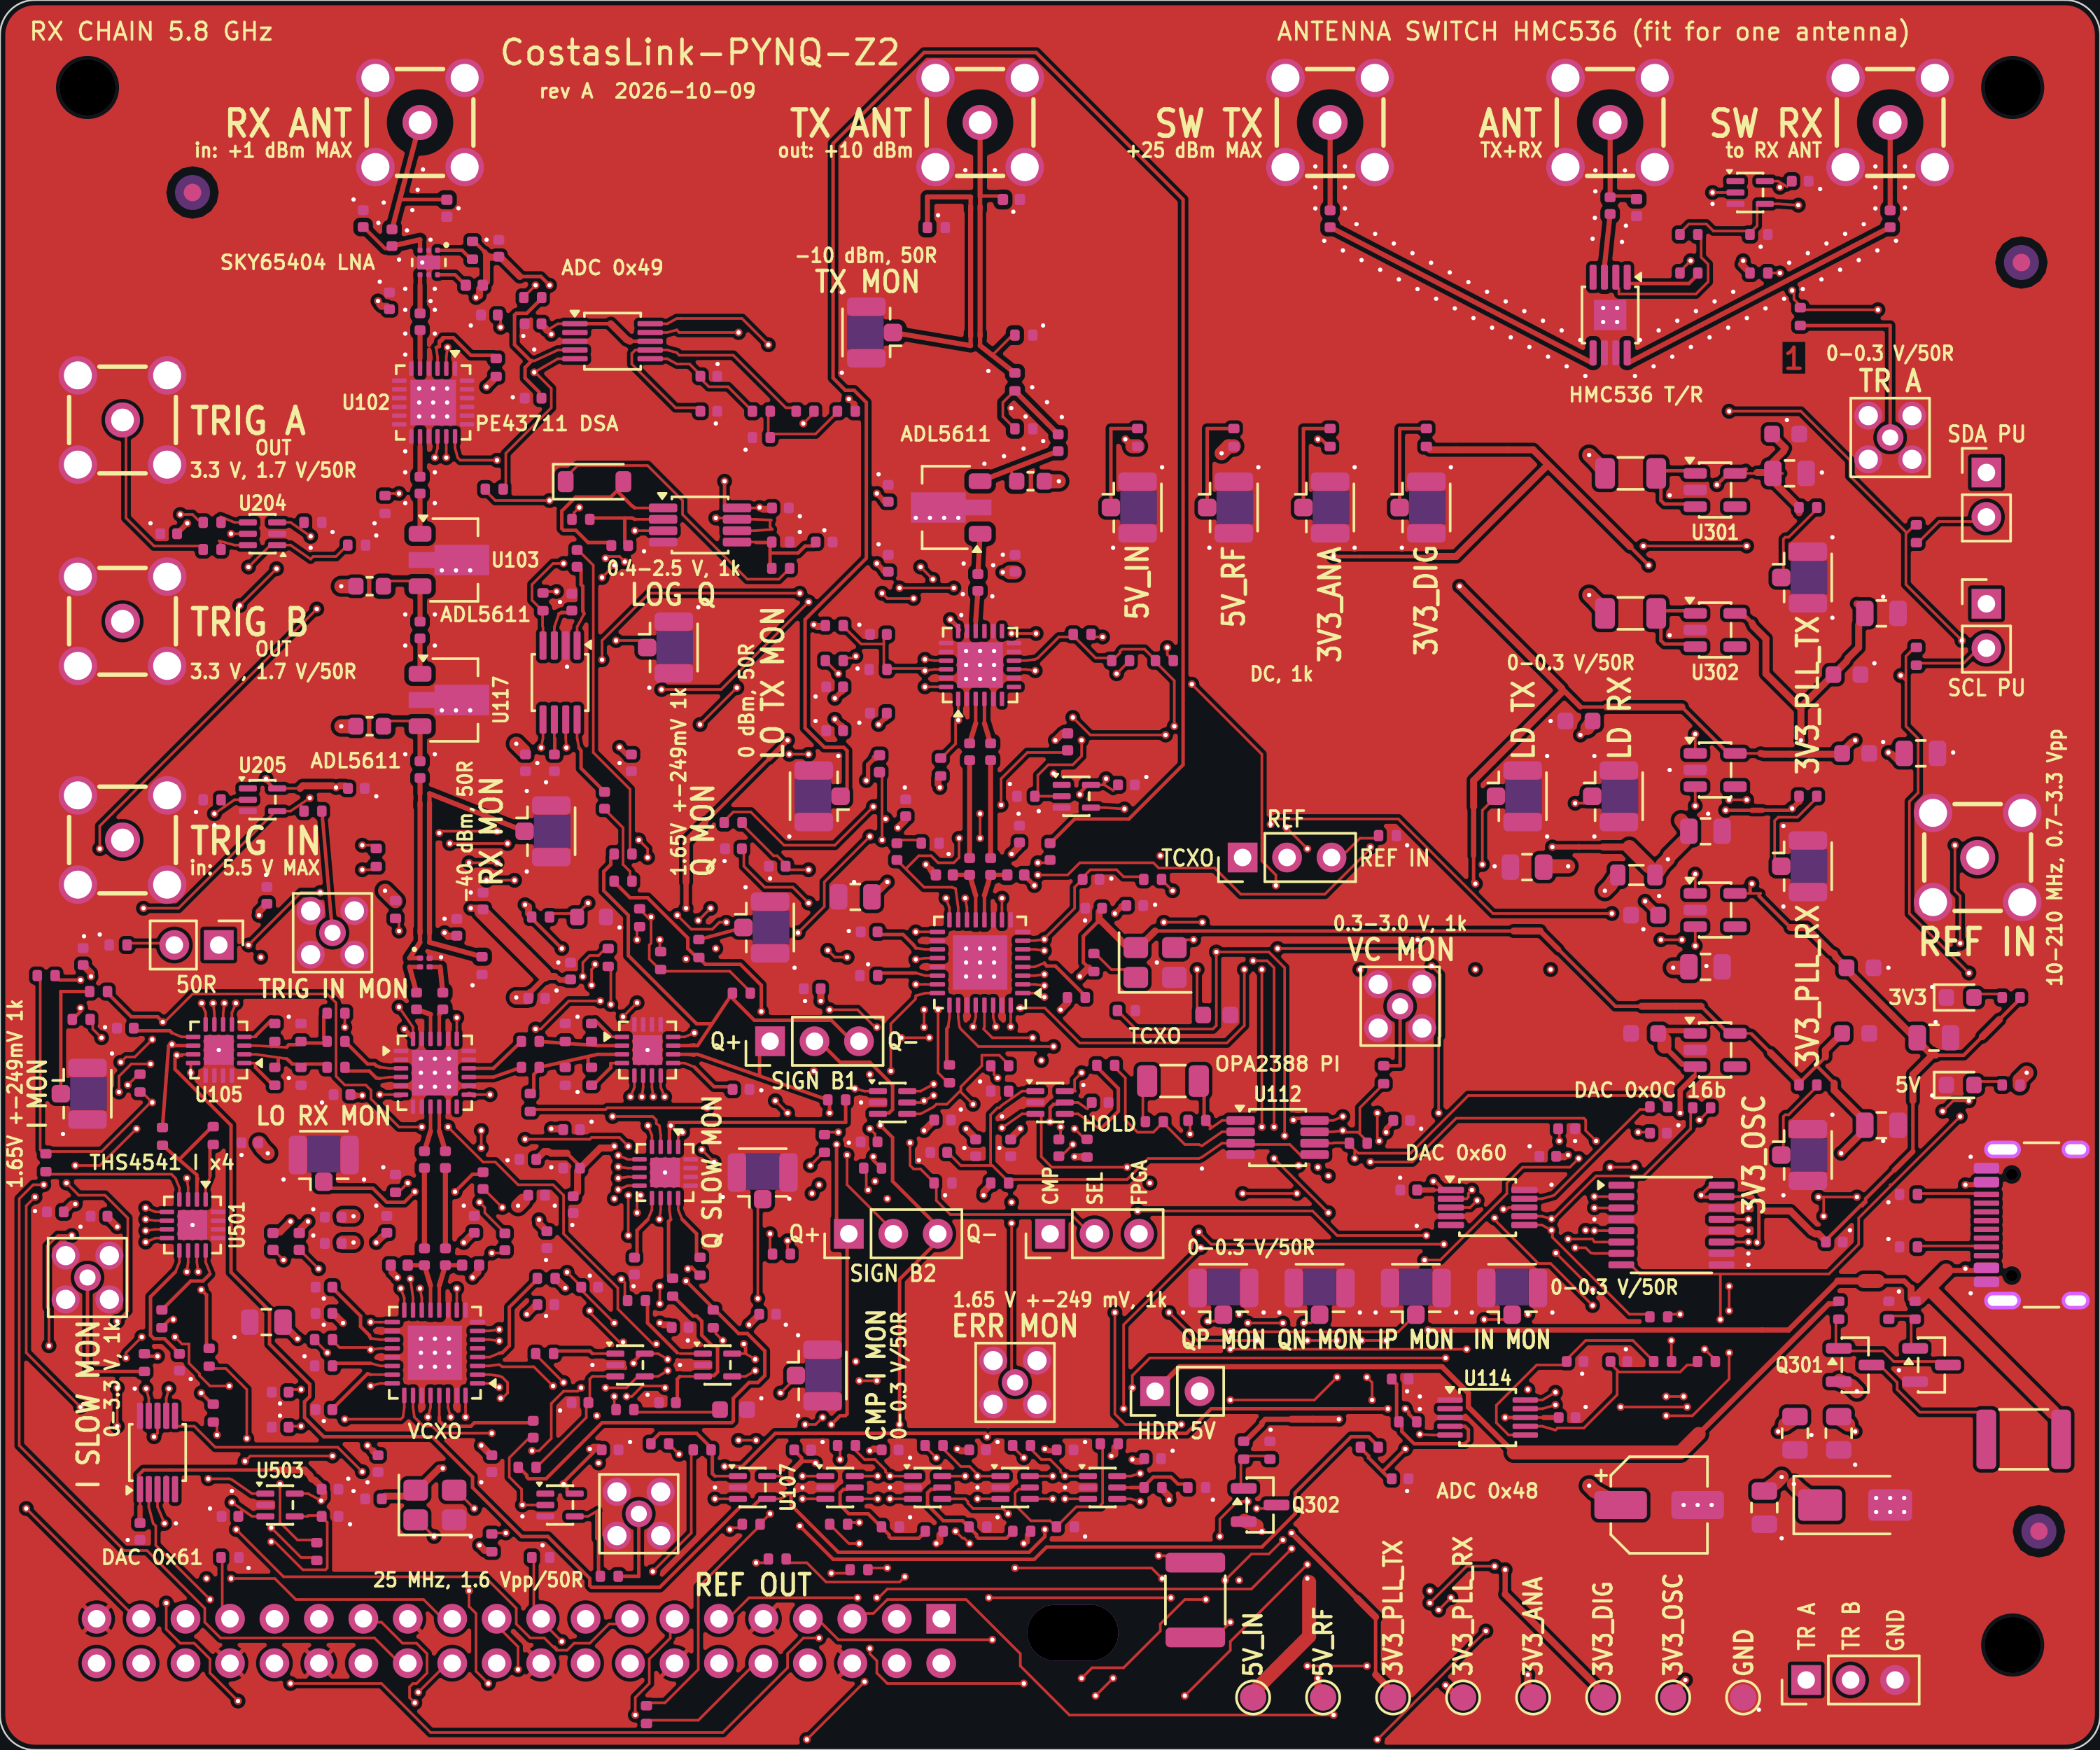 RX CHAIN 5.8 GHz
CostasLink-PYNQ-Z2
rev A  2026-10-09
ANTENNA SWITCH HMC536 (fit for one antenna)
RX ANT
in: +1 dBm MAX
TX ANT
out: +10 dBm
SW TX
+25 dBm MAX
ANT
TX+RX
SW RX
to RX ANT
SKY65404 LNA
ADC 0x49
-10 dBm, 50R
TX MON
1
HMC536 T/R
0-0.3 V/50R
TR A
U102
PE43711 DSA
ADL5611
SDA PU
TRIG A
OUT
3.3 V, 1.7 V/50R
U204
U103
ADL5611
0.4-2.5 V, 1k
LOG Q
5V_IN
5V_RF
3V3_ANA
3V3_DIG
DC, 1k
U301
U302
3V3_PLL_TX
SCL PU
TRIG B
OUT
3.3 V, 1.7 V/50R
U117
ADL5611
0 dBm, 50R
LO TX MON
0-0.3 V/50R
LD TX
LD RX
U205
TRIG IN
in: 5.5 V MAX
-40 dBm, 50R
RX MON
1.65V +-249mV 1k
Q MON
REF
TCXO
REF IN
10-210 MHz, 0.7-3.3 Vpp
REF IN
0.3-3.0 V, 1k
VC MON
3V3_PLL_RX
50R
TRIG IN MON
3V3
5V
Q+
Q-
SIGN B1
TCXO
OPA2388 PI
U112
HOLD
DAC 0x0C 16b
3V3_OSC
1.65V +-249mV 1k
I MON
U105
LO RX MON
THS4541 I x4
U501
Q SLOW MON
DAC 0x60
CMP
SEL
FPGA
Q+
Q-
SIGN B2
0-0.3 V/50R
0-0.3 V/50R
QP MON
QN MON
IP MON
IN MON
1.65 V +-249 mV, 1k
ERR MON
I SLOW MON
0-3.3 V, 1k
CMP I MON
0-0.3 V/50R
Q301
U114
HDR 5V
VCXO
U503
U107
Q302
ADC 0x48
+
DAC 0x61
25 MHz, 1.6 Vpp/50R
REF OUT
5V_IN
5V_RF
3V3_PLL_TX
3V3_PLL_RX
3V3_ANA
3V3_DIG
3V3_OSC
GND
TR A
TR B
GND